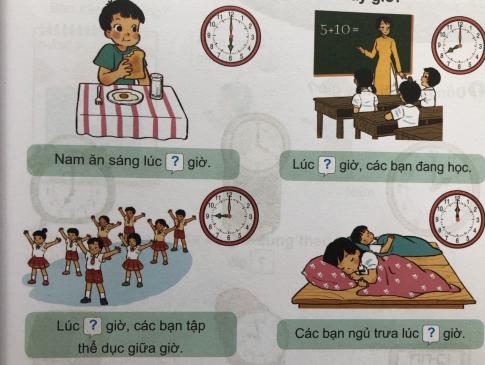 giờ?
5+10=
Nam ăn sáng lúc ? giờ.
Lúc ? giờ, các bạn đang học.
Lúc ? giờ, các bạn tập
thể dục giữa giờ.
Các bạn ngủ trưa lúc ? giờ.